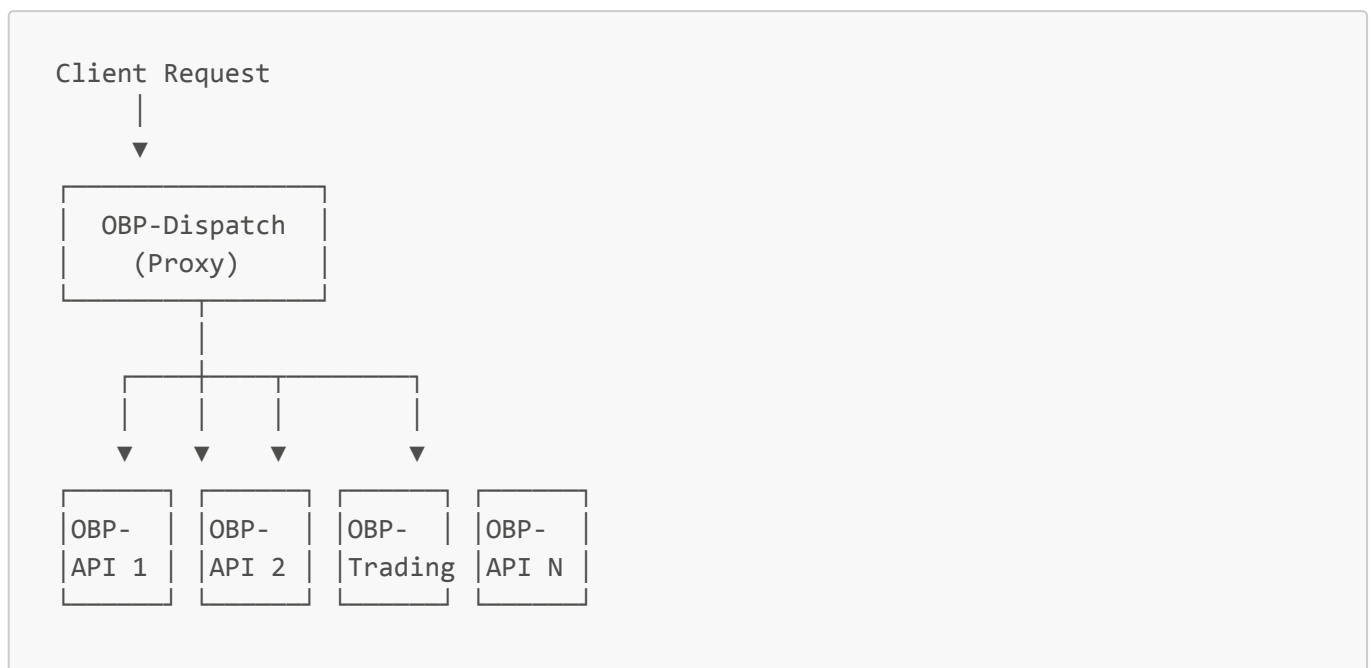 Client Request
OBP-Dispatch
(Proxy)
OBP- OBP- OBP- OBP-
API 1 API 2 Trading API N